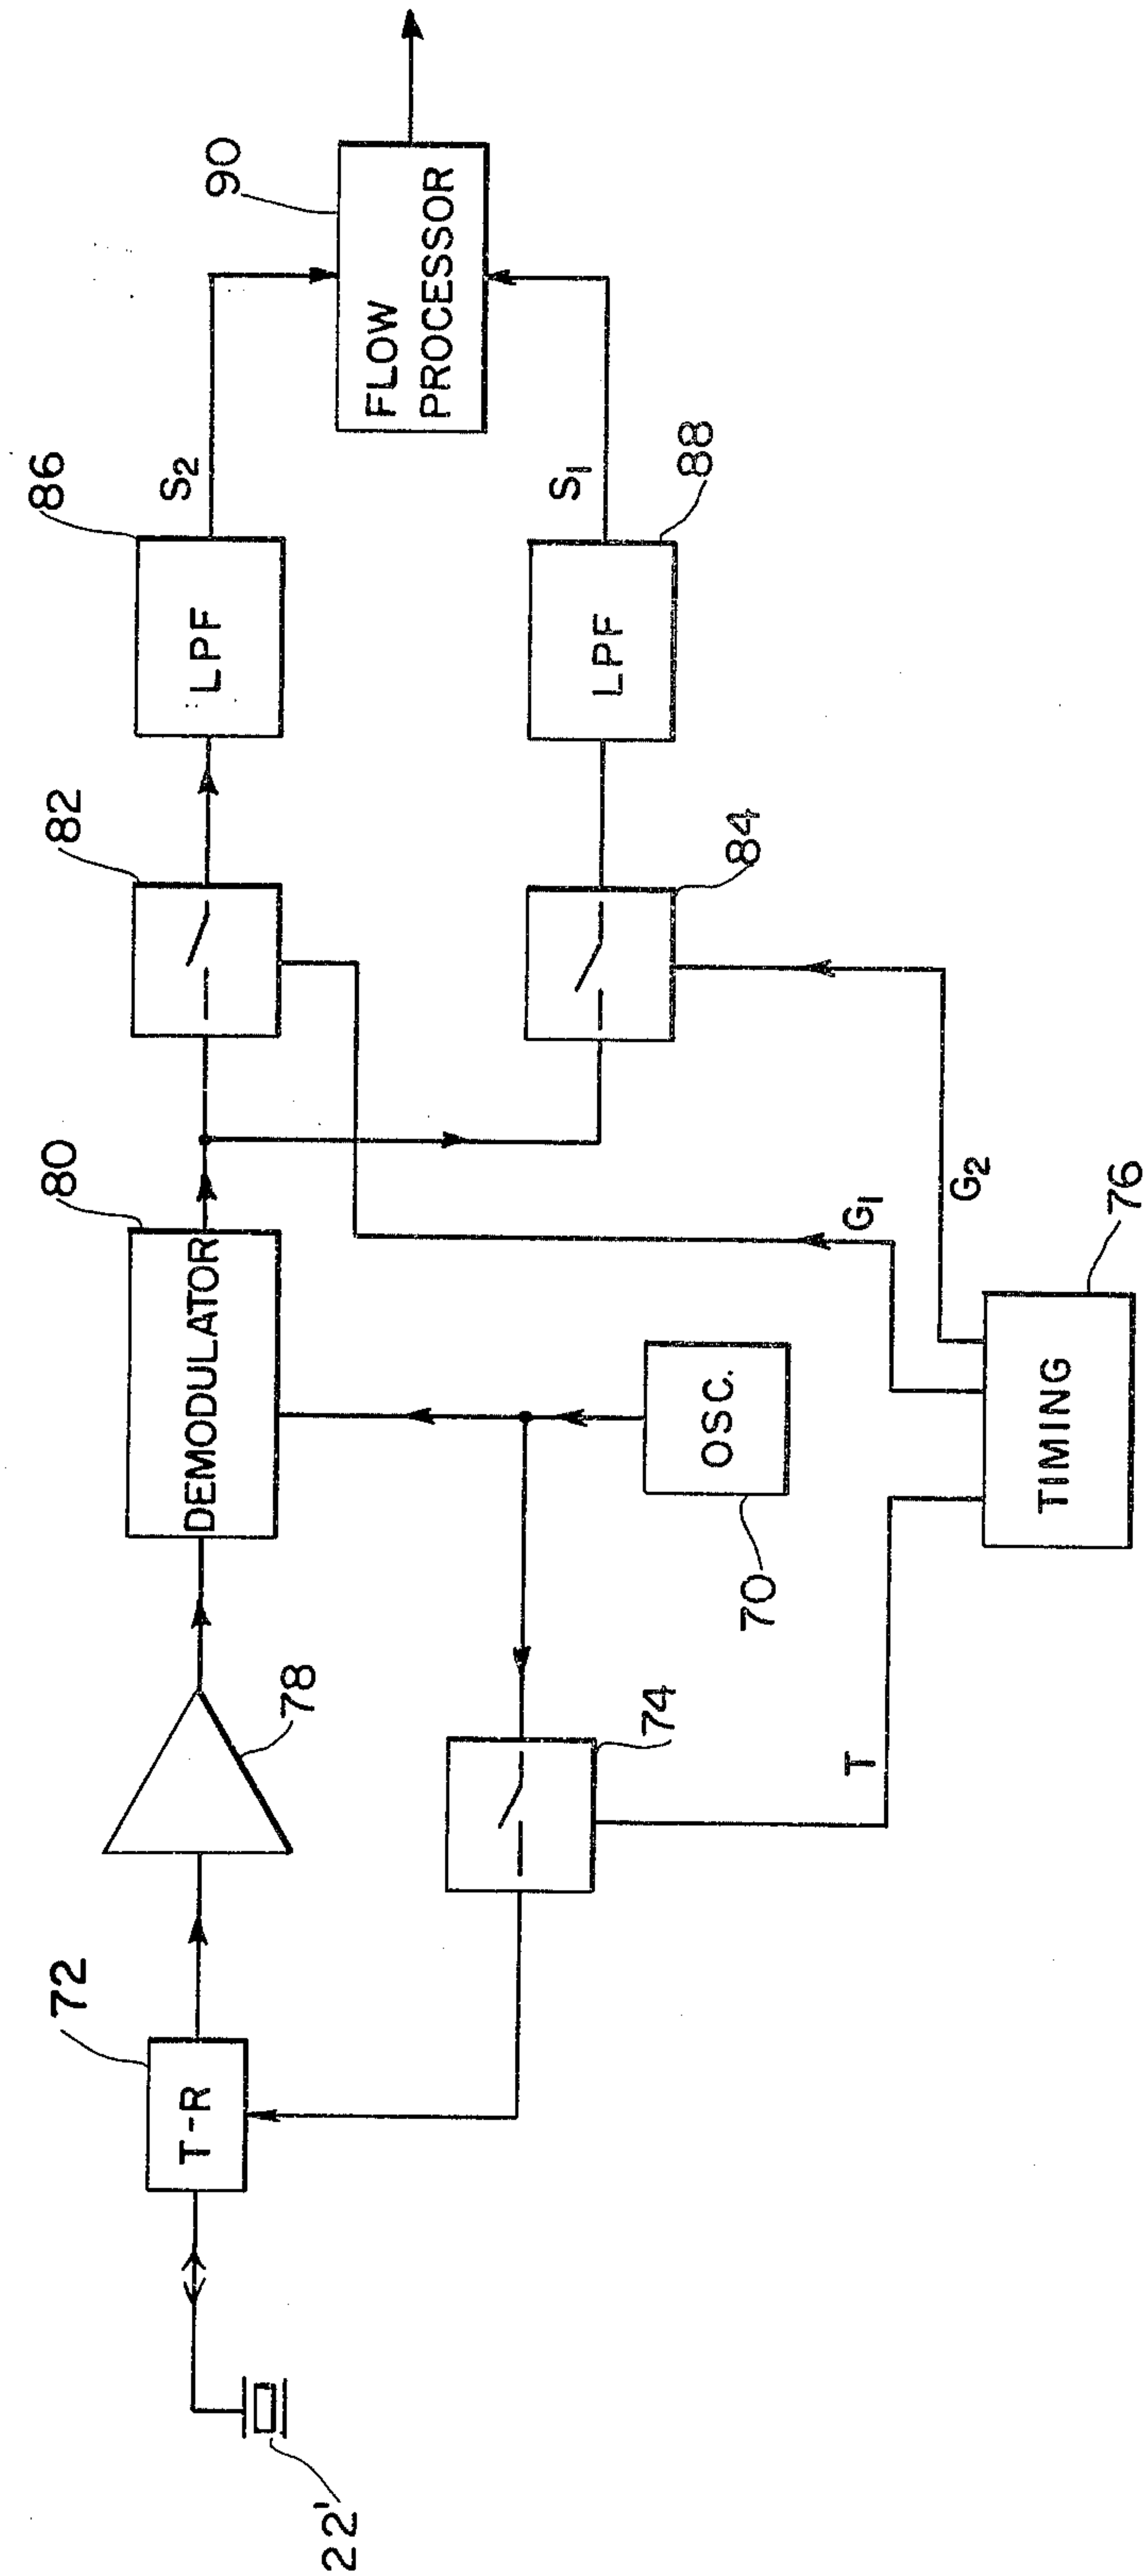 72
T-R
22'
78
80
DEMODULATOR
82
86
LPF
S2
90
FLOW
PROCESSOR
74
T
70
OSC.
G1
G2
76
TIMING
84
88
LPF
S1